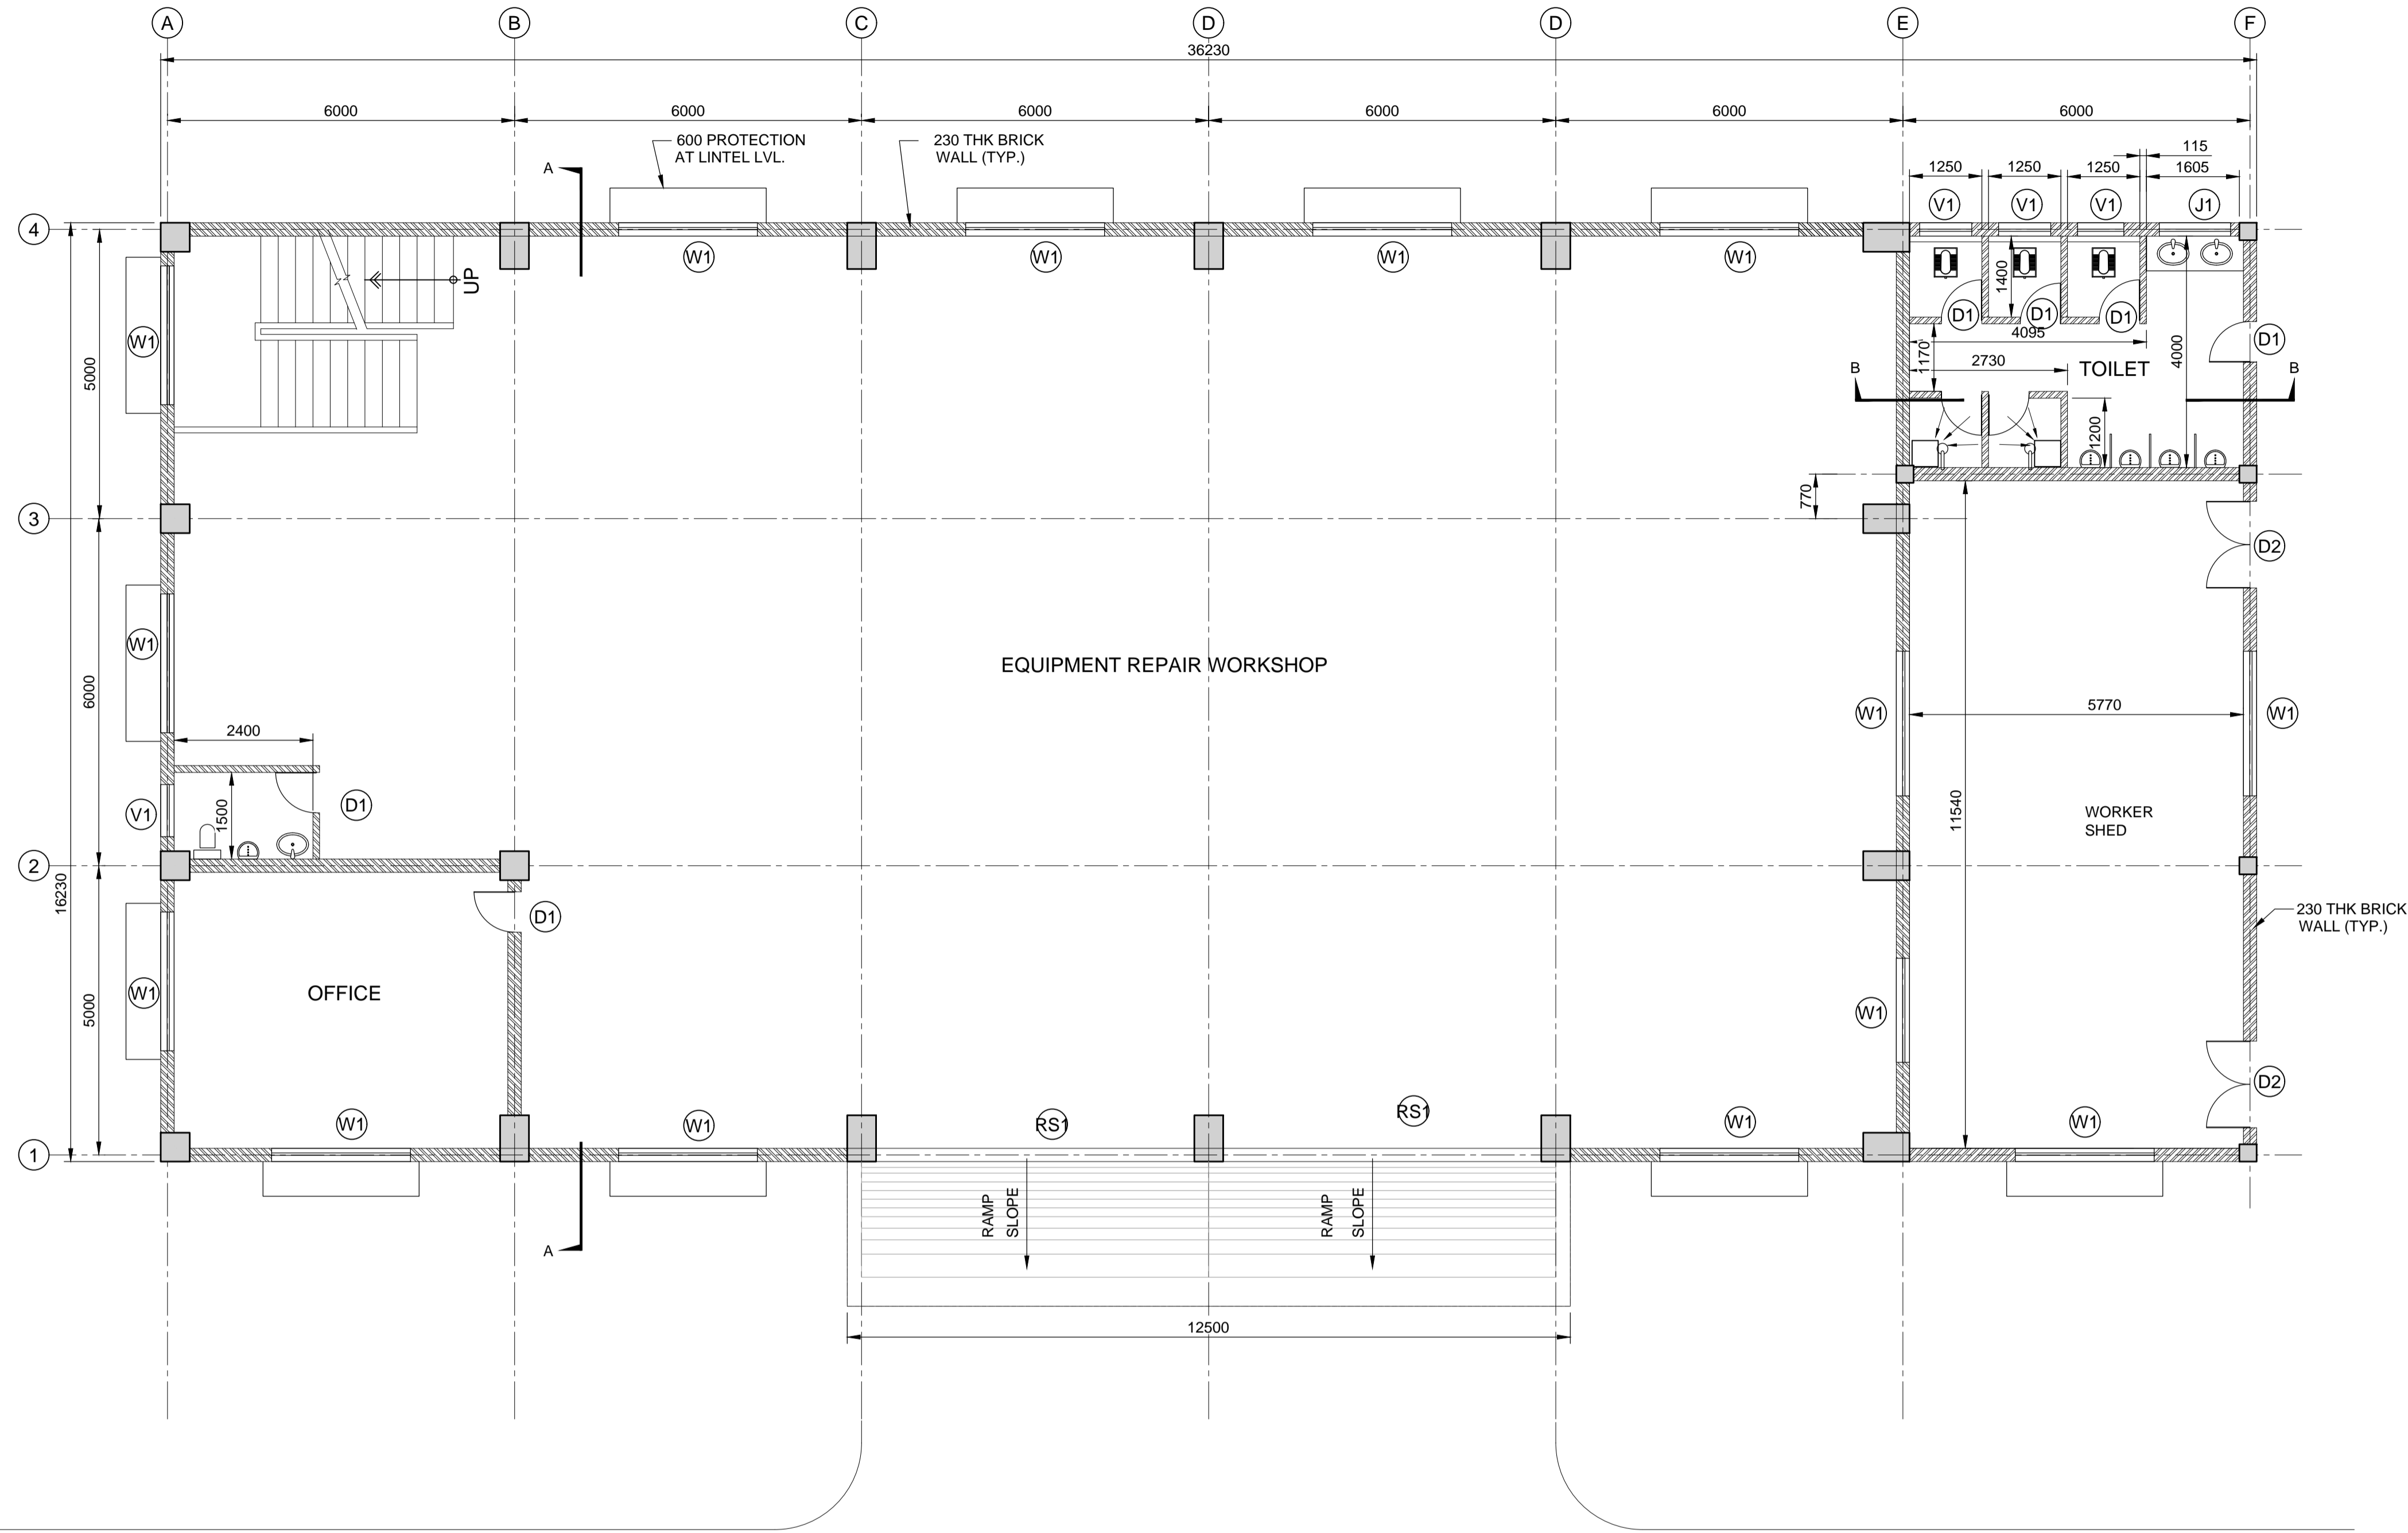 A B C D D E F
36230
6000 6000 6000 6000 6000 6000
600 PROTECTION
AT LINTEL LVL.
230 THK BRICK
WALL (TYP.)
115
1250 1250 1250 1605
A
V1 V1 V1 J1
4
W1 W1 W1 W1
UP
1400
D1 D1 D1
4095
D1
W1
5000
1170
2730
TOILET
4000
B B
1200
770
3
D2
W1
EQUIPMENT REPAIR WORKSHOP
6000
2400
W1
5770
W1
V1
1500
D1
11540
WORKER
SHED
2
16230
D1
230 THK BRICK
WALL (TYP.)
W1
OFFICE
5000
W1
D2
W1 W1 RS1 RS1 W1 W1
1
RAMP
SLOPE
RAMP
SLOPE
A
12500